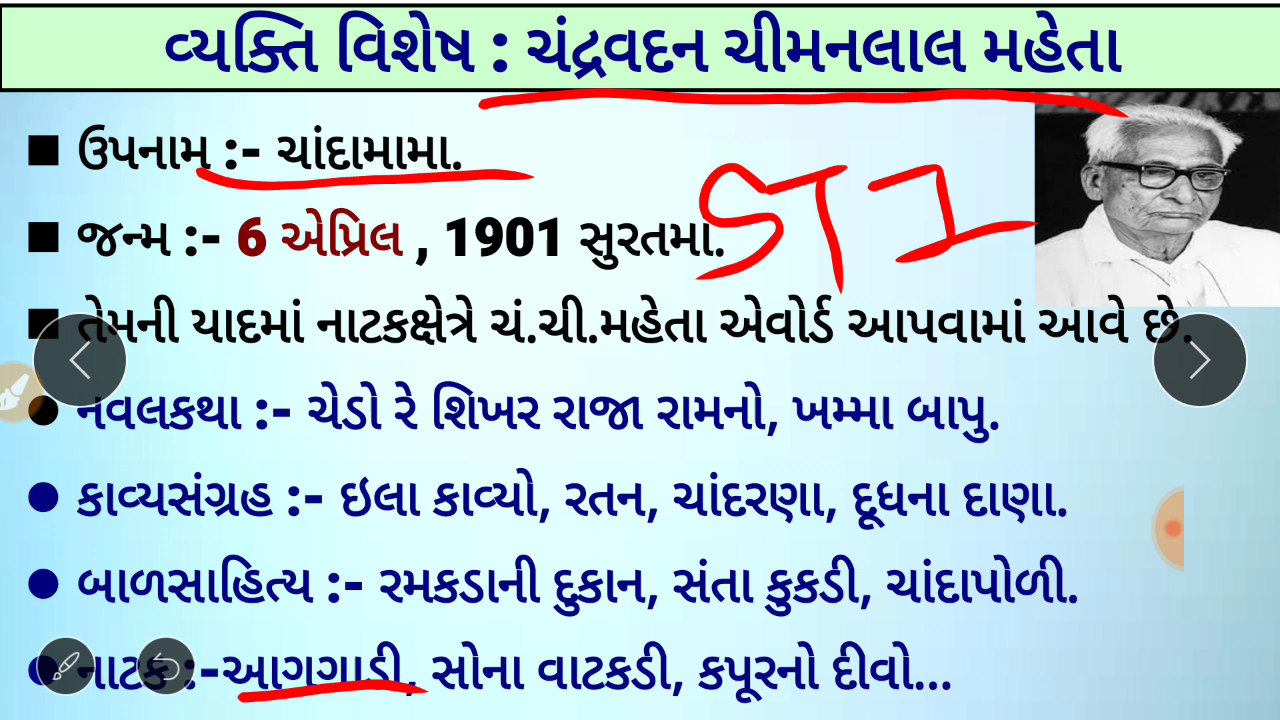 વ્યક્તિ વિશેષ : ચંદ્રવદન ચીમનલાલ મહેતા
■ ઉપનામ :- ચાંદામામા.
■ જન્મ :- 6 એપ્રિલ , 1901 સુરતમાં.
STI
■ તેમની યાદમાં નાટકક્ષેત્રે ચં.ચી.મહેતા એવોર્ડ આપવામાં આવે છે.
● નવલકથા :- ચેડો રે શિખર રાજા રામનો, ખમ્મા બાપુ.
● કાવ્યસંગ્રહ :- ઇલા કાવ્યો, રતન, ચાંદરણા, દૂધના દાણા.
● બાળસાહિત્ય :- રમકડાની દુકાન, સંતા કુકડી, ચાંદાપોળી.
● નાટક :-આગગાડી, સોના વાટકડી, કપૂરનો દીવો...